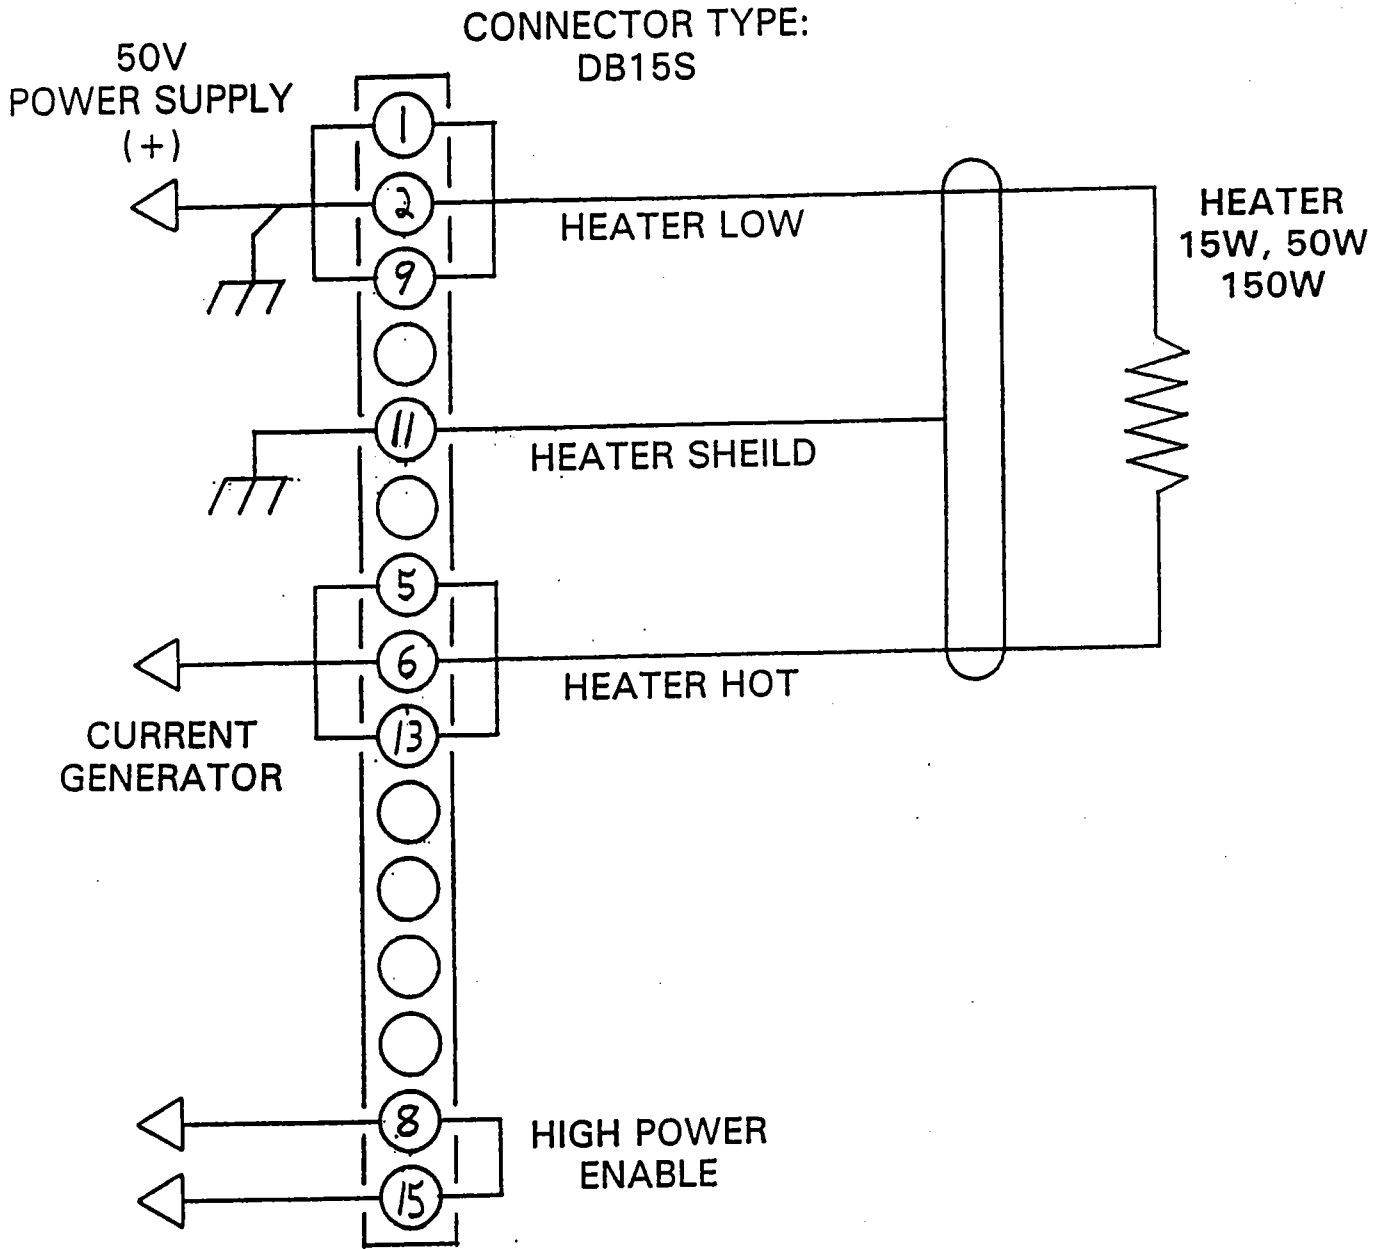 CONNECTOR TYPE:
DB15S
50V
POWER SUPPLY
(+)
1
2
9
HEATER LOW
HEATER
15W, 50W
150W
11
HEATER SHEILD
5
6
13
HEATER HOT
CURRENT
GENERATOR
8
15
HIGH POWER
ENABLE